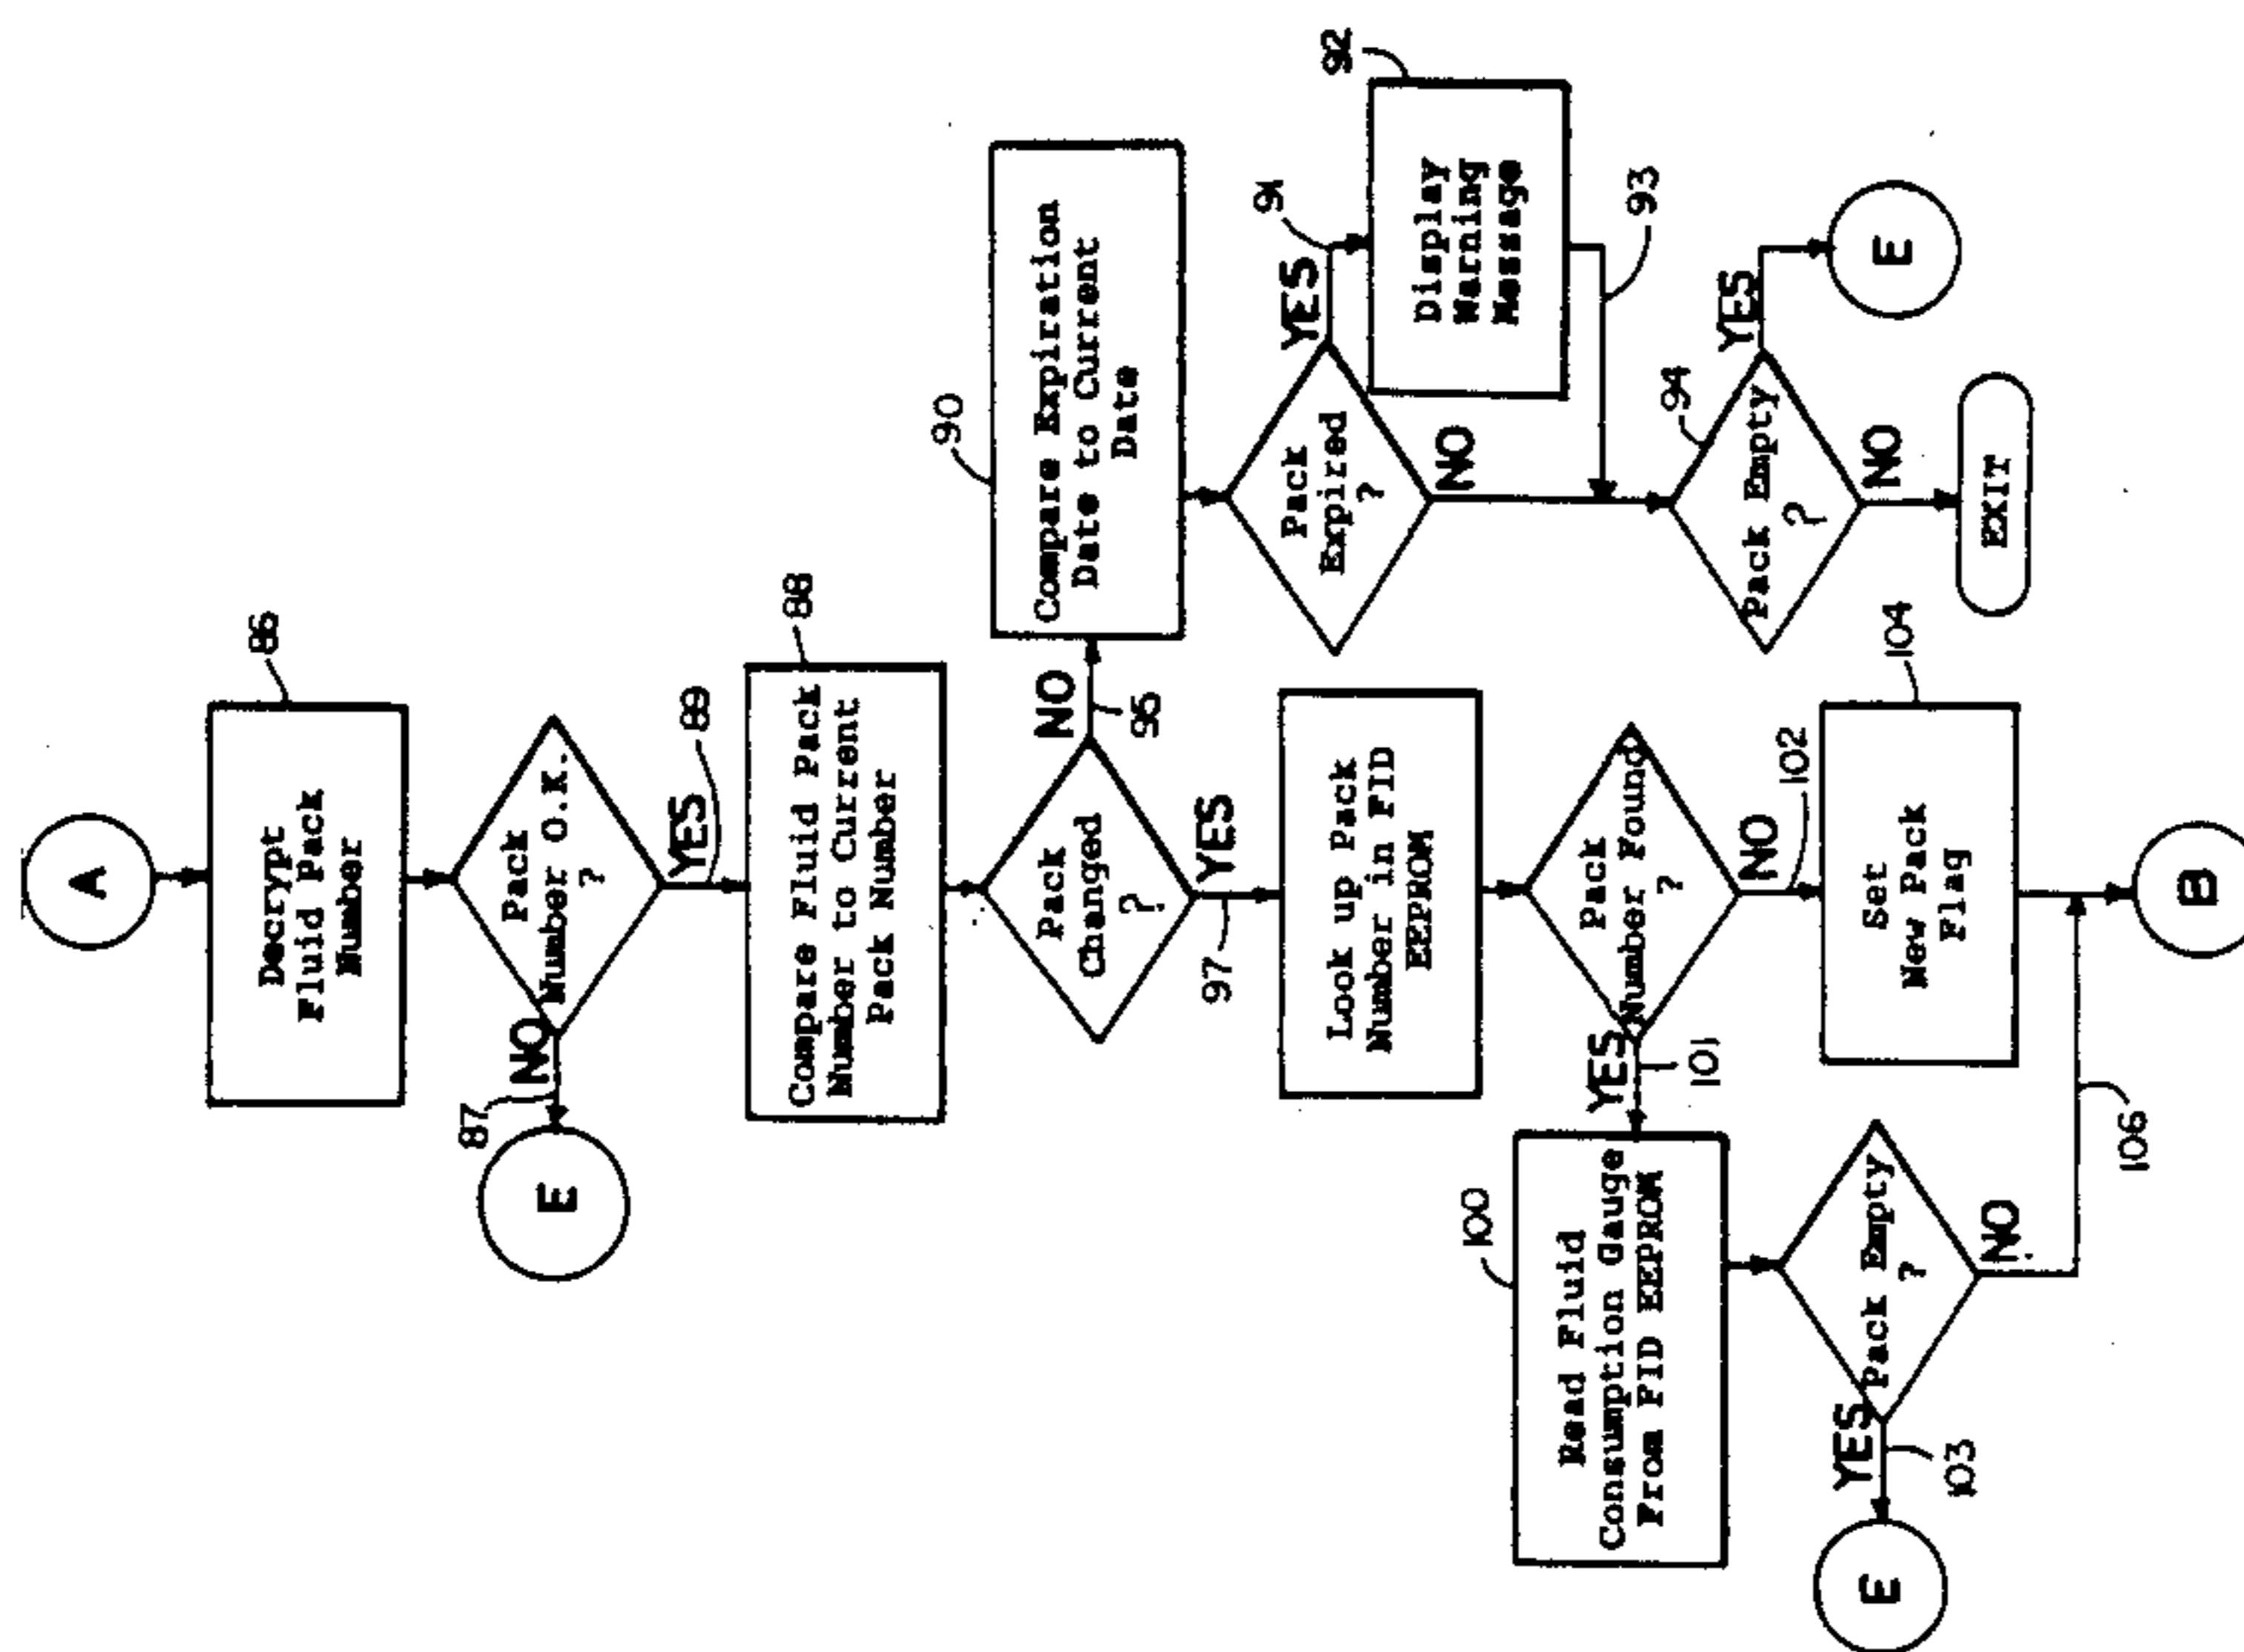 A
86
Decrypt
Fluid Pack
Number
Pack
Number O.K.
?
NO
87
E
YES
89
88
Compare Fluid Pack
Number to Current
Pack Number
Pack
Changed
?
NO
96
90
Compare Expiration
Date to Current
Date
Pack
Expired
?
YES
91
92
Display
Warning
Message
93
NO
94
Pack Empty
?
YES
E
NO
EXIT
YES
97
Look up Pack
Number in FID
EEPROM
Pack
Number Found
?
NO
102
104
Set
New Pack
Flag
YES
101
100
Read Fluid
Consumption Gauge
From FID EEPROM
Pack Empty
?
YES
103
E
NO
106
B